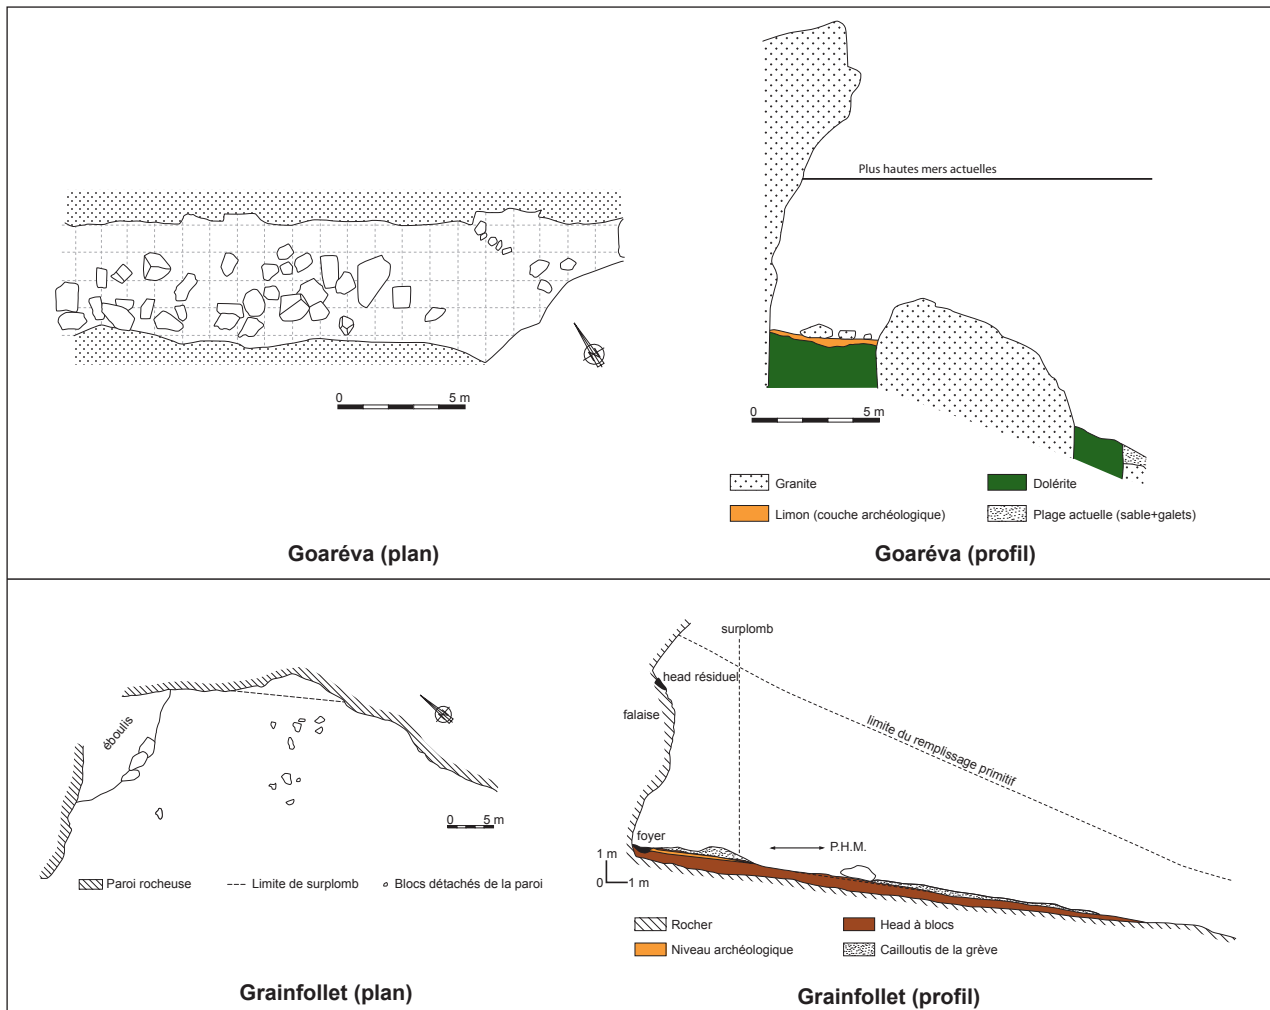 Plus hautes mers actuelles
0 5 m
0 5 m
Granite
Dolérite
Limon (couche archéologique)
Plage actuelle (sable+galets)
Goaréva (plan)
Goaréva (profil)
éboulis
0 5 m
Paroi rocheuse
Limite de surplomb
Blocs détachés de la paroi
Grainfollet (plan)
surplomb
head résiduel
falaise
limite du remplissage primitif
foyer
P.H.M.
1 m
0 1 m
Rocher
Head à blocs
Niveau archéologique
Cailloutis de la grève
Grainfollet (profil)